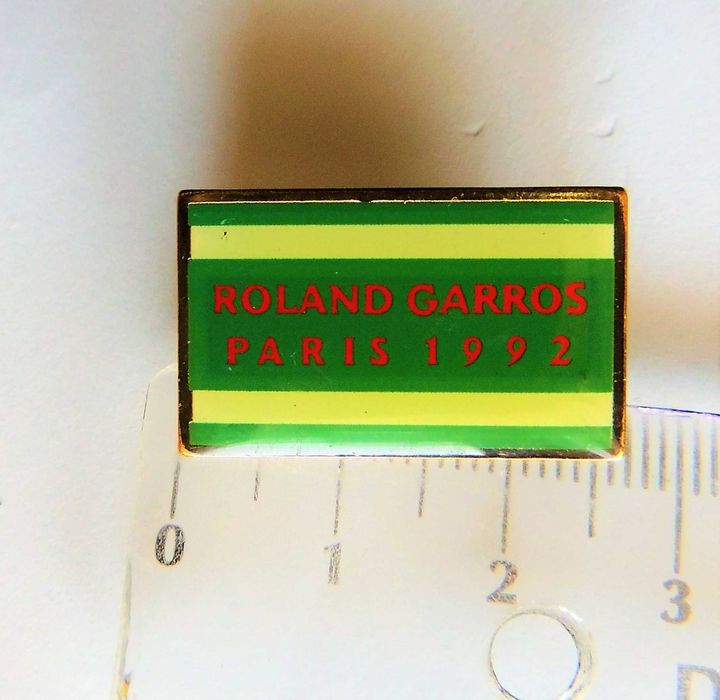 ROLAND GARROS
PARIS 1992
0 1 2 3